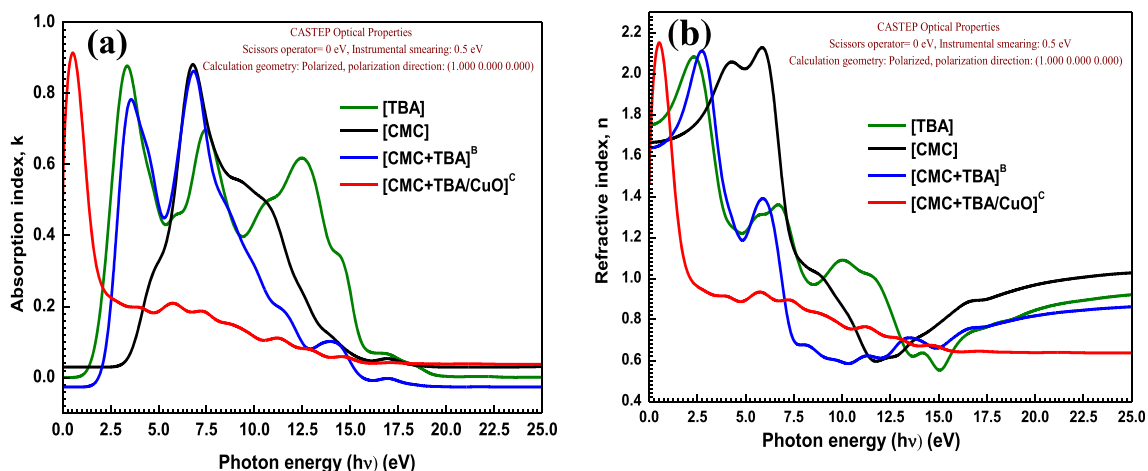 (a)
CASTEP Optical Properties
Scissors operator= 0 eV, Instrumental smearing: 0.5 eV
Calculation geometry: Polarized, polarization direction: (1.000 0.000 0.000)
[TBA]
[CMC]
[CMC+TBA]ᴮ
[CMC+TBA/CuO]ᶜ
Absorption index, k
1.0
0.8
0.6
0.4
0.2
0.0
0.0 2.5 5.0 7.5 10.0 12.5 15.0 17.5 20.0 22.5 25.0
Photon energy (hν) (eV)
(b)
CASTEP Optical Properties
Scissors operator= 0 eV, Instrumental smearing: 0.5 eV
Calculation geometry: Polarized, polarization direction: (1.000 0.000 0.000)
[TBA]
[CMC]
[CMC+TBA]ᴮ
[CMC+TBA/CuO]ᶜ
Refractive index, n
2.2
2.0
1.8
1.6
1.4
1.2
1.0
0.8
0.6
0.4
0.0 2.5 5.0 7.5 10.0 12.5 15.0 17.5 20.0 22.5 25.0
Photon energy (hν) (eV)